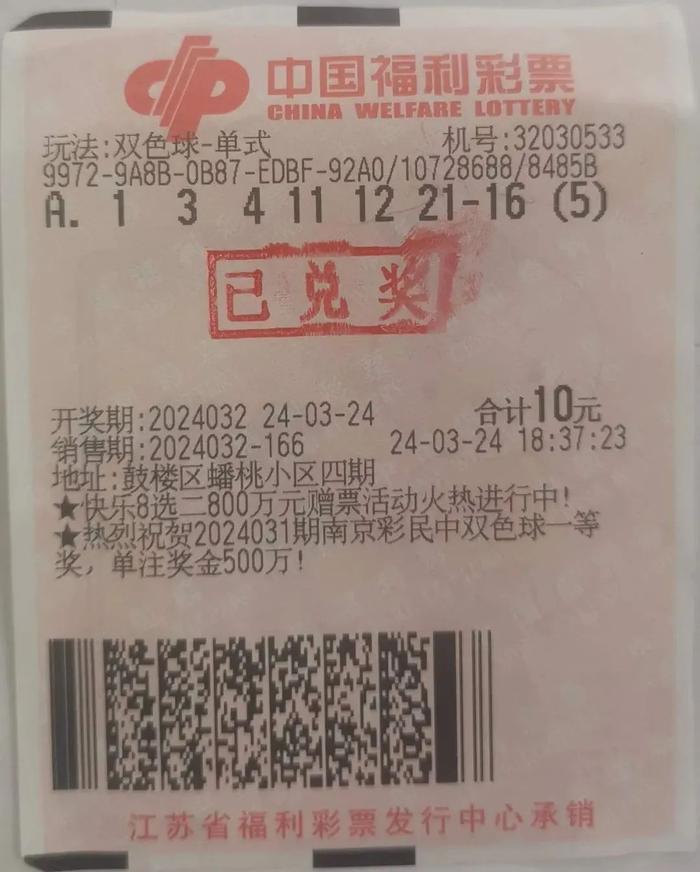 中国福利彩票
CHINA WELFARE LOTTERY
玩法:双色球-单式 机号:32030533
9972-9A8B-0B87-EDBF-92A0/10728688/8485B
A. 1 3 4 11 12 21-16 (5)
已兑奖
开奖期:2024032 24-03-24 合计10元
销售期:2024032-166 24-03-24 18:37:23
地址:鼓楼区蟠桃小区四期
★快乐8选二800万元赠票活动火热进行中!
★热烈祝贺2024031期南京彩民中双色球一等
奖，单注奖金500万!
江苏省福利彩票发行中心承销